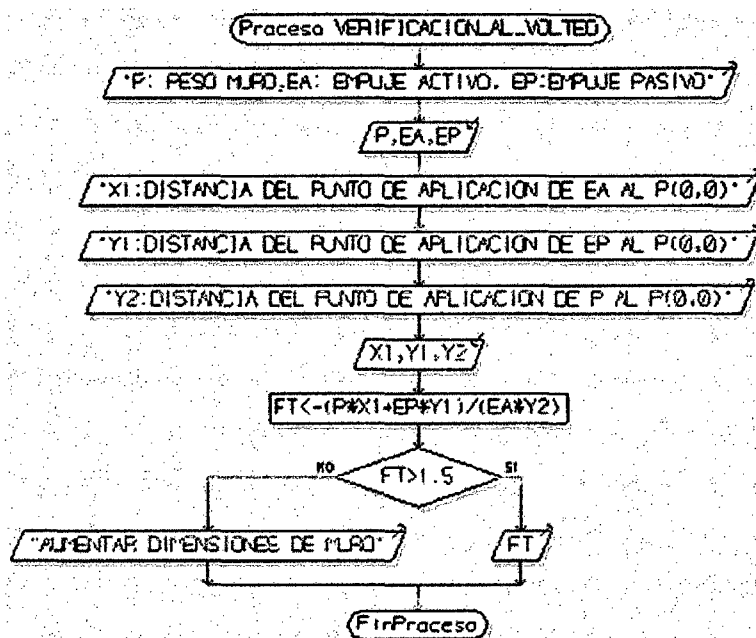 Proceso VERIFICACION_AL_VOLTEO
"P: PESO MURO,EA: EMPUJE ACTIVO, EP:EMPUJE PASIVO"
P,EA,EP
"X1:DISTANCIA DEL PUNTO DE APLICACION DE EA AL P(0,0)"
"Y1:DISTANCIA DEL PUNTO DE APLICACION DE EP AL P(0,0)"
"Y2:DISTANCIA DEL PUNTO DE APLICACION DE P AL P(0,0)"
X1,Y1,Y2
FT<-(P*X1+EP*Y1)/(EA*Y2)
NO FT>1.5 SI
"AUMENTAR DIMENSIONES DE MURO" FT
FinProceso